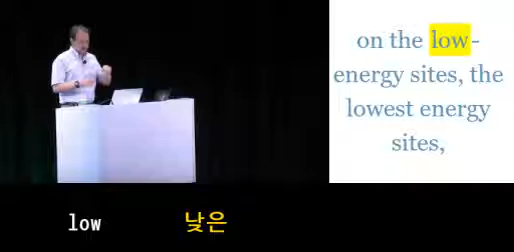 on the low-
energy sites, the
lowest energy
sites,
low 낮은